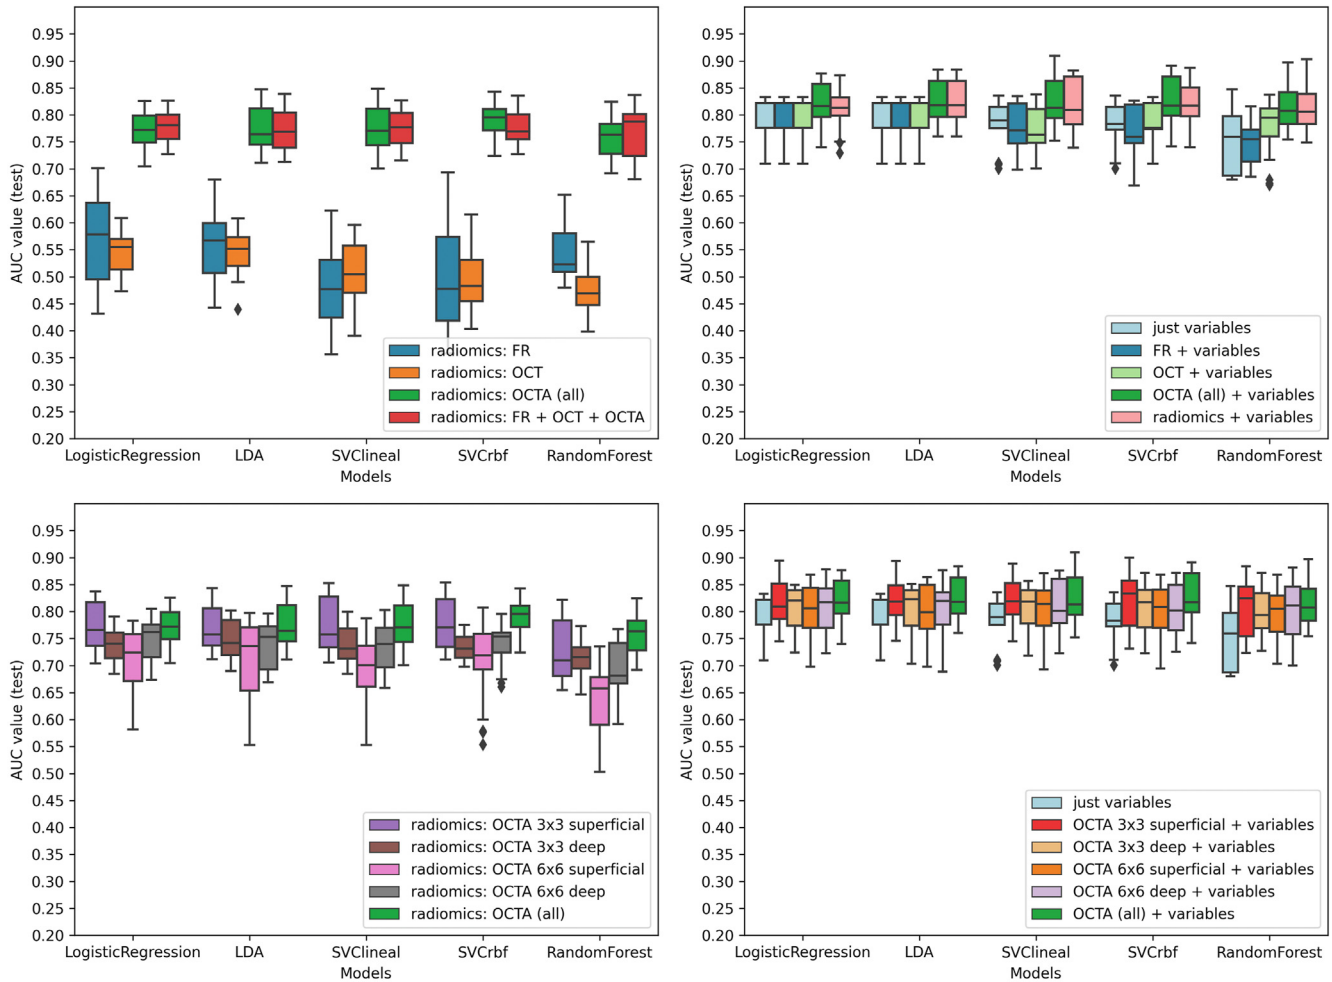 0.95
0.90
0.85
0.80
0.75
0.70
0.65
0.60
0.55
0.50
0.45
0.40
0.35
0.30
0.25
0.20
AUC value (test)
radiomics: FR
radiomics: OCT
radiomics: OCTA (all)
radiomics: FR + OCT + OCTA
LogisticRegression LDA SVClineal SVCrbf RandomForest
Models
0.95
0.90
0.85
0.80
0.75
0.70
0.65
0.60
0.55
0.50
0.45
0.40
0.35
0.30
0.25
0.20
AUC value (test)
just variables
FR + variables
OCT + variables
OCTA (all) + variables
radiomics + variables
LogisticRegression LDA SVClineal SVCrbf RandomForest
Models
0.95
0.90
0.85
0.80
0.75
0.70
0.65
0.60
0.55
0.50
0.45
0.40
0.35
0.30
0.25
0.20
AUC value (test)
radiomics: OCTA 3x3 superficial
radiomics: OCTA 3x3 deep
radiomics: OCTA 6x6 superficial
radiomics: OCTA 6x6 deep
radiomics: OCTA (all)
LogisticRegression LDA SVClineal SVCrbf RandomForest
Models
0.95
0.90
0.85
0.80
0.75
0.70
0.65
0.60
0.55
0.50
0.45
0.40
0.35
0.30
0.25
0.20
AUC value (test)
just variables
OCTA 3x3 superficial + variables
OCTA 3x3 deep + variables
OCTA 6x6 superficial + variables
OCTA 6x6 deep + variables
OCTA (all) + variables
LogisticRegression LDA SVClineal SVCrbf RandomForest
Models